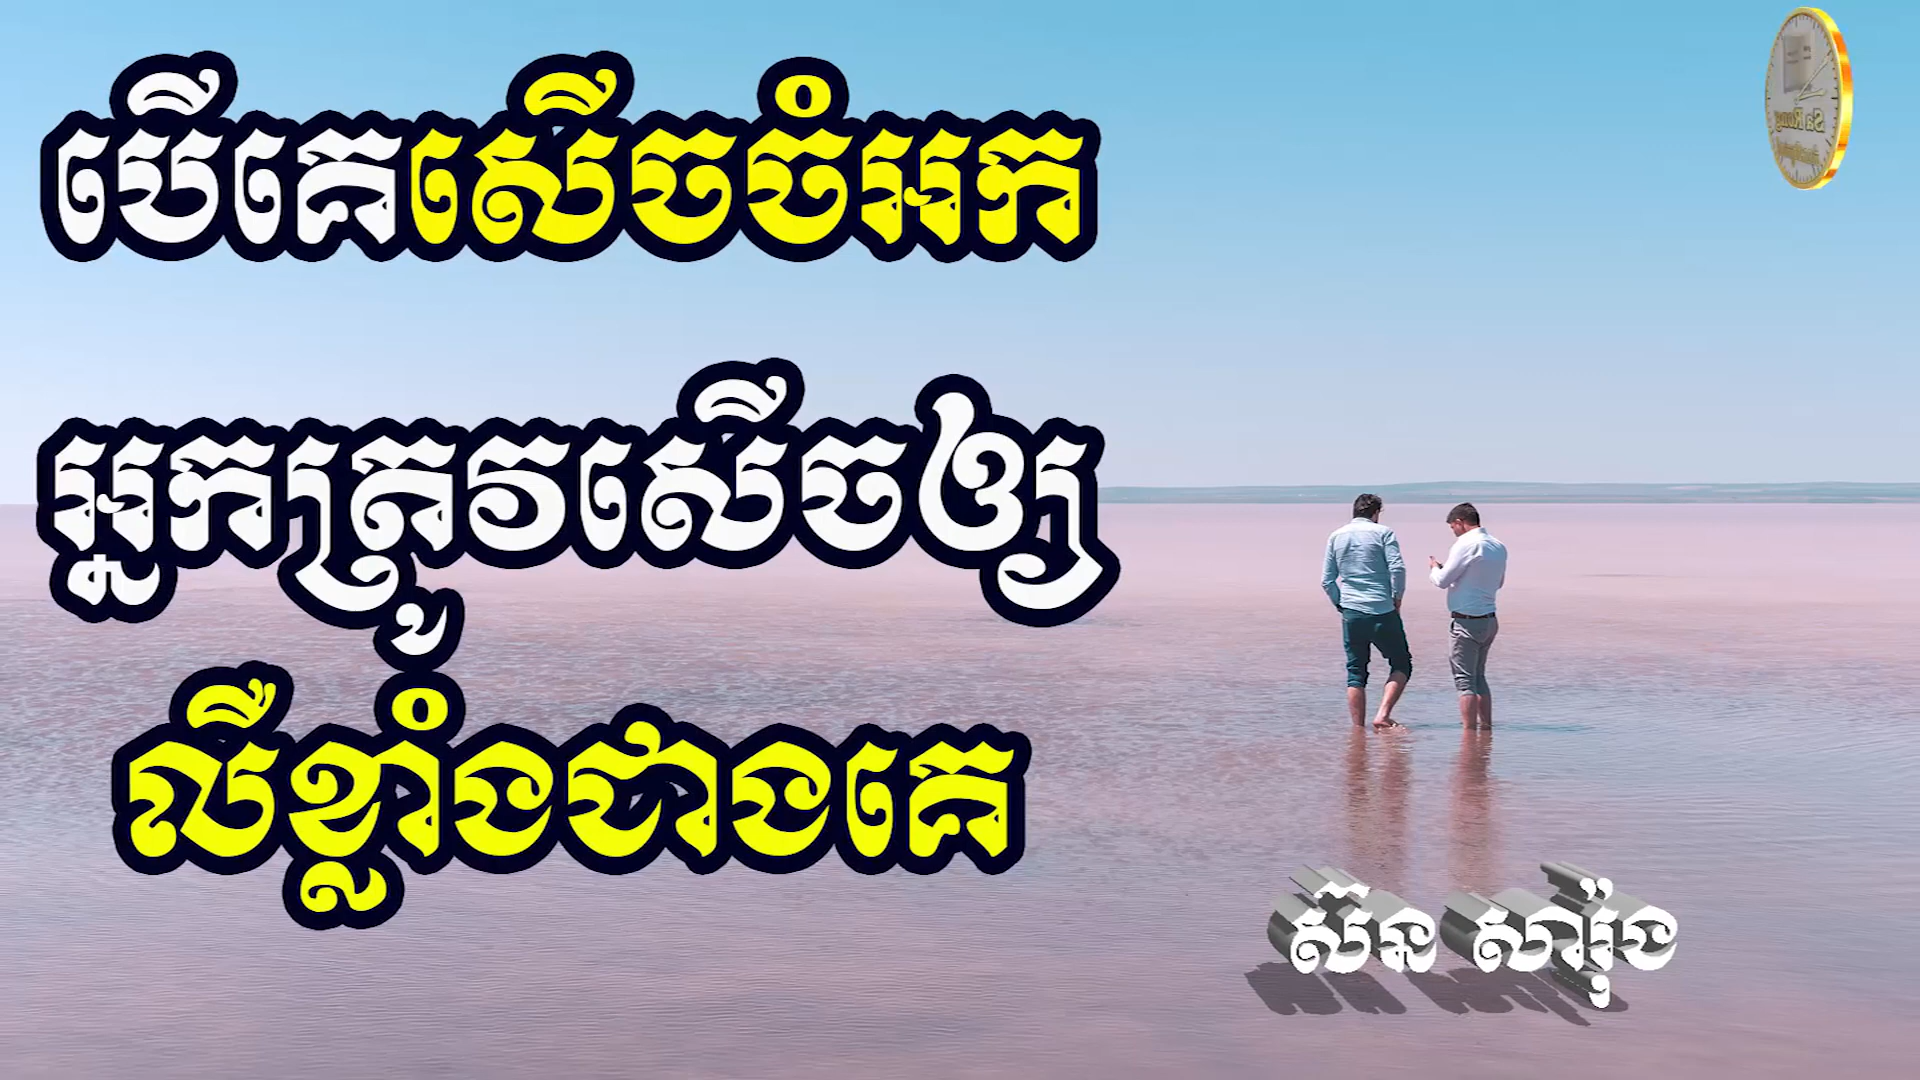 បើគេសើចចំអក
អ្នកត្រូវសើចឲ្យ
លឺខ្លាំងជាងគេ
ស៊ន សារ៉ុង